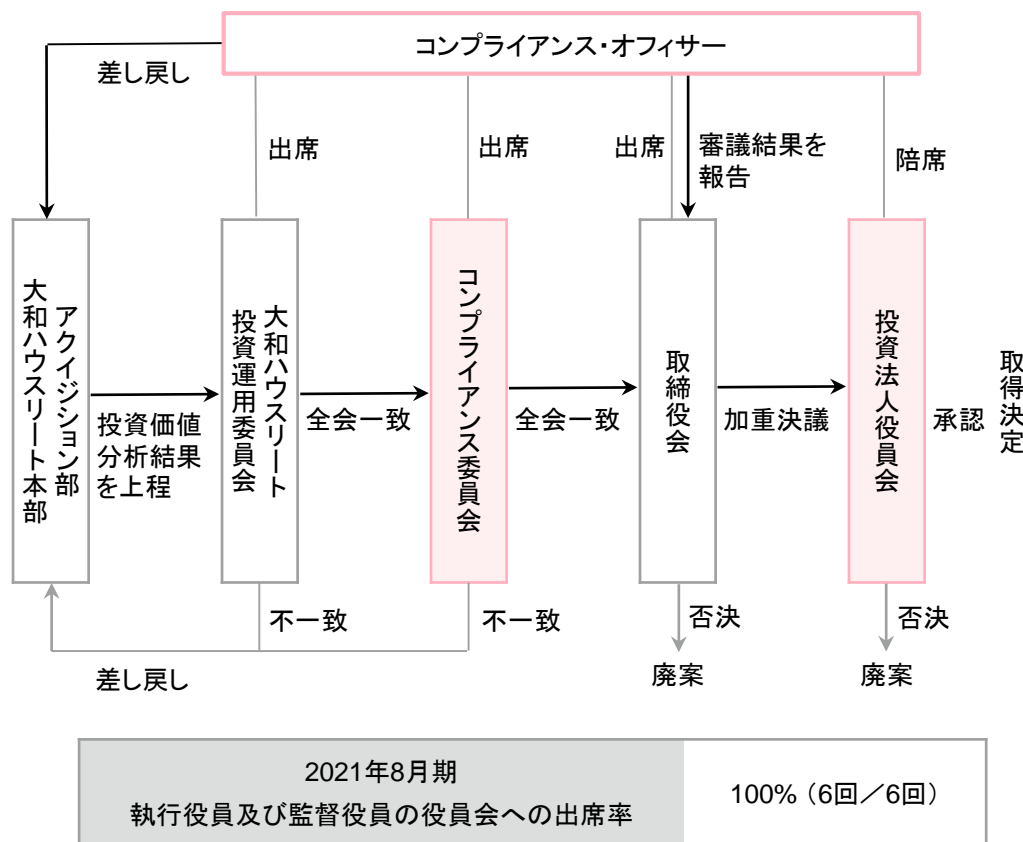 コンプライアンス・オフィサー
差し戻し
出席
出席
出席
審議結果を
報告
陪席
大和ハウスリート本部
アクイジション部
投資価値
分析結果
を上程
大和ハウスリート
投資運用委員会
全会一致
コンプライアンス委員会
全会一致
取締役会
加重決議
投資法人役員会
承認
取得決定
不一致
不一致
否決
否決
差し戻し
廃案
廃案
2021年8月期
執行役員及び監督役員の役員会への出席率
100%（6回／6回）